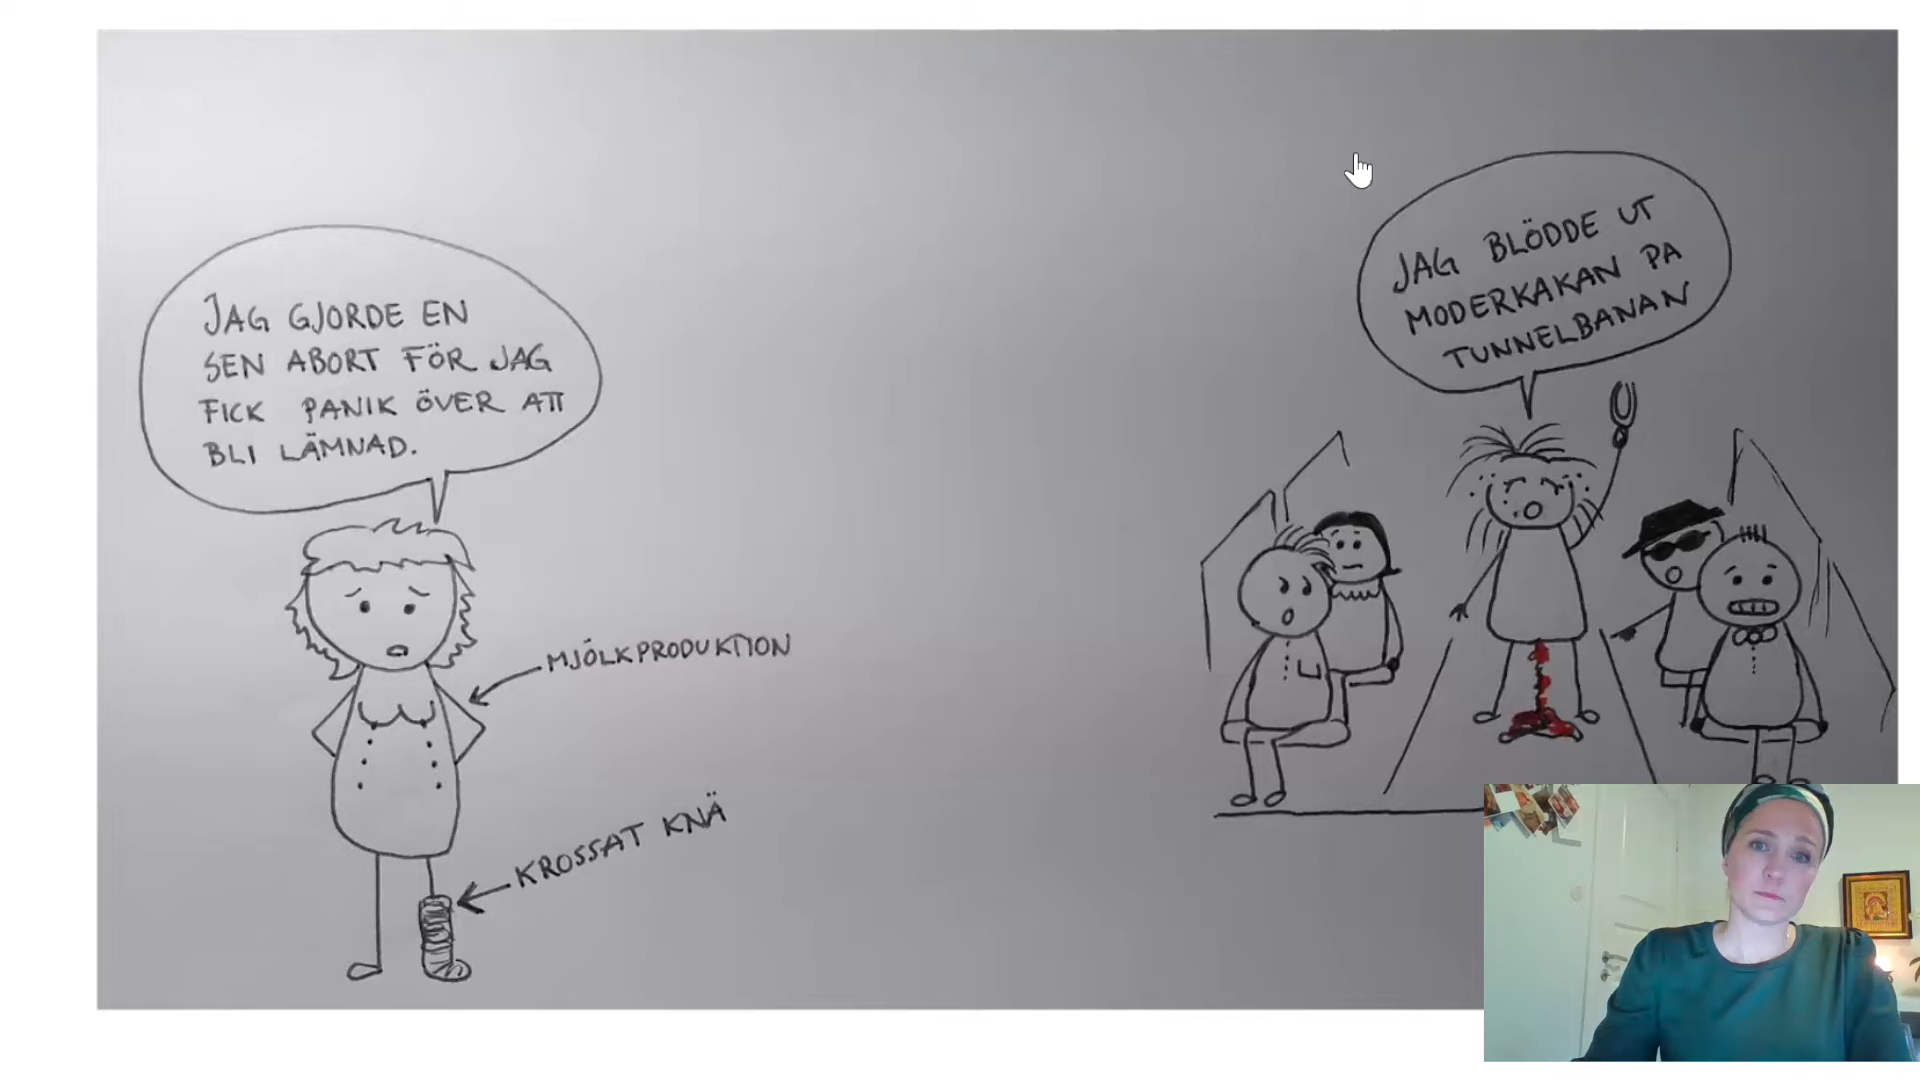 JAG GJORDE EN
SEN ABORT FÖR JAG
FICK PANIK ÖVER ATT
BLI LÄMNAD.
MJÖLKPRODUKTION
KROSSAT KNÄ
JAG BLÖDDE UT
MODERKAKAN PA
TUNNELBANAN